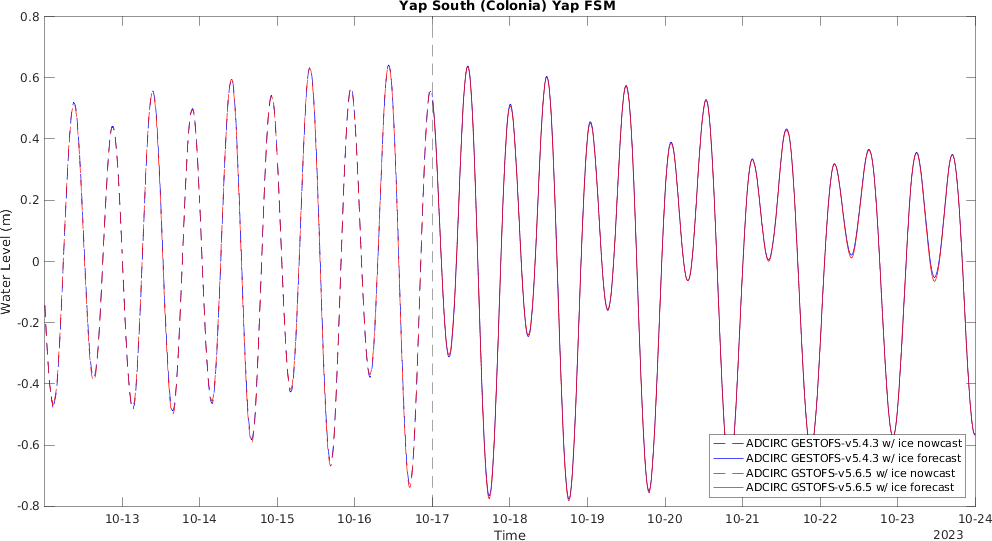 Yap South (Colonia) Yap FSM
0.8
0.6
0.4
0.2
0
-0.2
-0.4
-0.6
-0.8
Water Level (m)
ADCIRC GESTOFS-v5.4.3 w/ ice nowcast
ADCIRC GESTOFS-v5.4.3 w/ ice forecast
ADCIRC GSTOFS-v5.6.5 w/ ice nowcast
ADCIRC GSTOFS-v5.6.5 w/ ice forecast
10-13 10-14 10-15 10-16 10-17 10-18 10-19 10-20 10-21 10-22 10-23 10-24
Time
2023